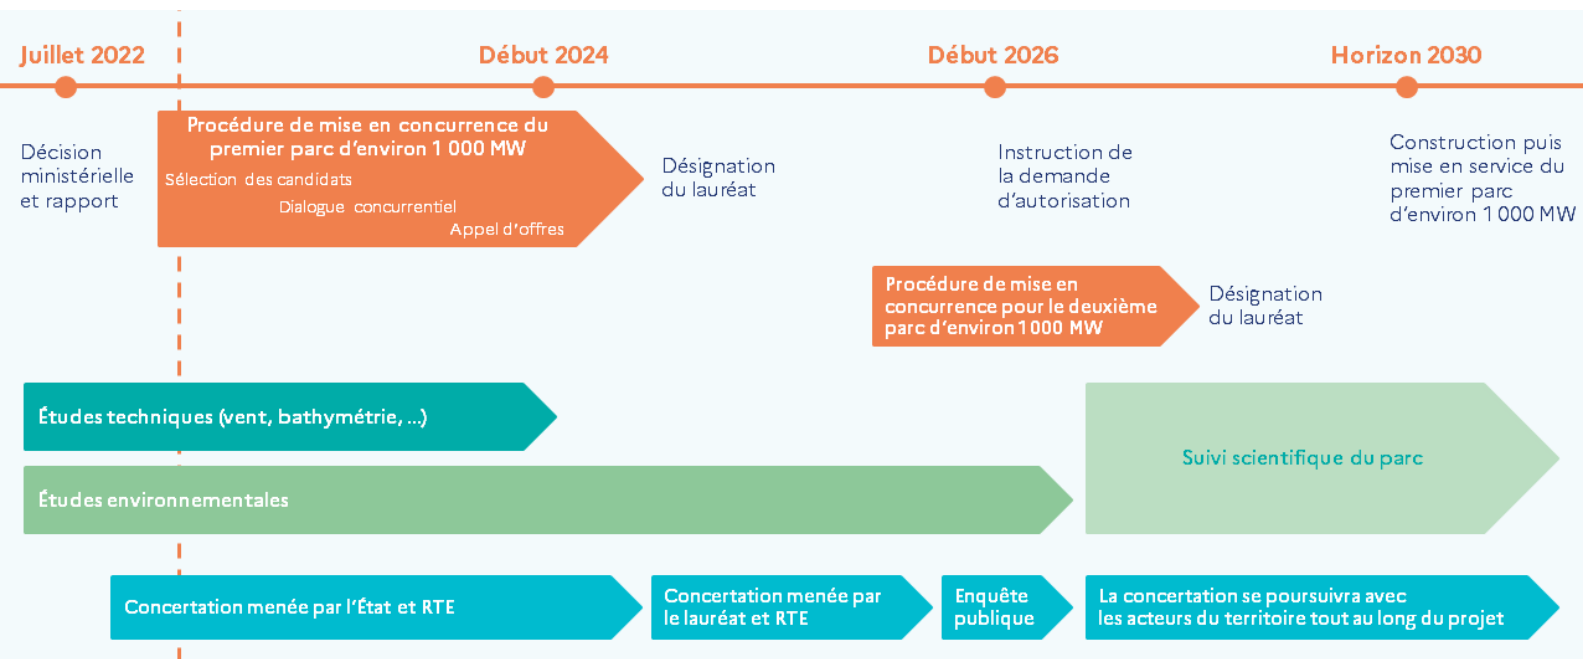 Juillet 2022
Début 2024
Début 2026
Horizon 2030
Décision
ministérielle
et rapport
Procédure de mise en concurrence du
premier parc d'environ 1 000 MW
Sélection des candidats
Dialogue concurrentiel
Appel d'offres
Désignation
du lauréat
Instruction de
la demande
d'autorisation
Construction puis
mise en service du
premier parc
d'environ 1 000 MW
Procédure de mise en
concurrence pour le deuxième
parc d'environ 1 000 MW
Désignation
du lauréat
Études techniques (vent, bathymétrie, ...)
Études environnementales
Suivi scientifique du parc
Concertation menée par l'État et RTE
Concertation menée par
le lauréat et RTE
Enquête
publique
La concertation se poursuivra avec
les acteurs du territoire tout au long du projet